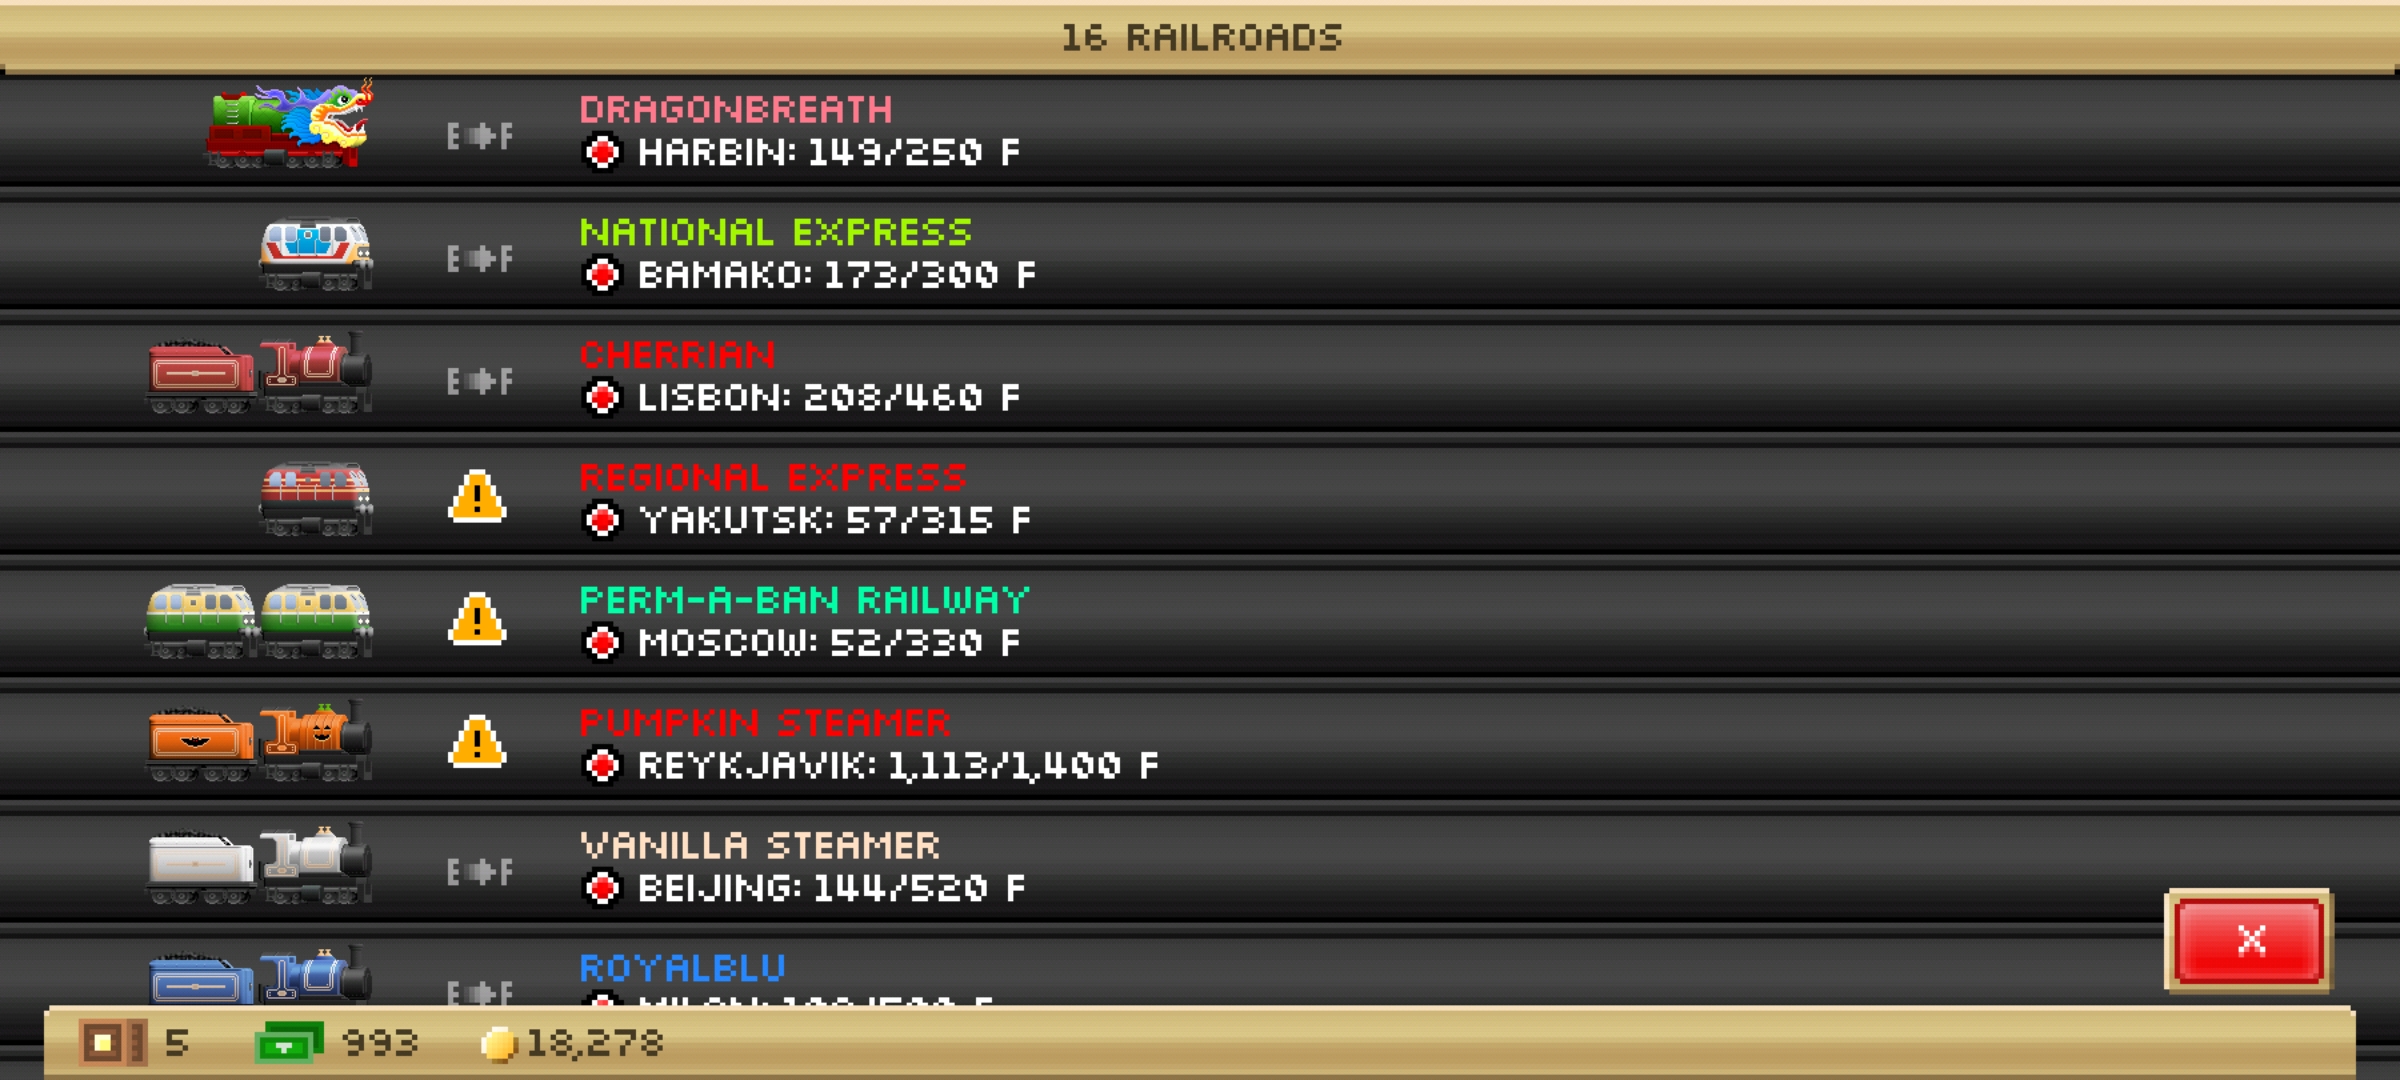 16 RAILROADS
DRAGONBREATH
E F
HARBIN: 149/250 F
NATIONAL EXPRESS
E F
BAMAKO: 173/300 F
CHERRIAN
E F
LISBON: 208/460 F
REGIONAL EXPRESS
YAKUTSK: 57/315 F
PERM-A-BAN RAILWAY
MOSCOW: 52/330 F
PUMPKIN STEAMER
REYKJAVIK: 1,113/1,400 F
VANILLA STEAMER
E F
BEIJING: 144/520 F
ROYALBLU
E F
X
5 993 18,278